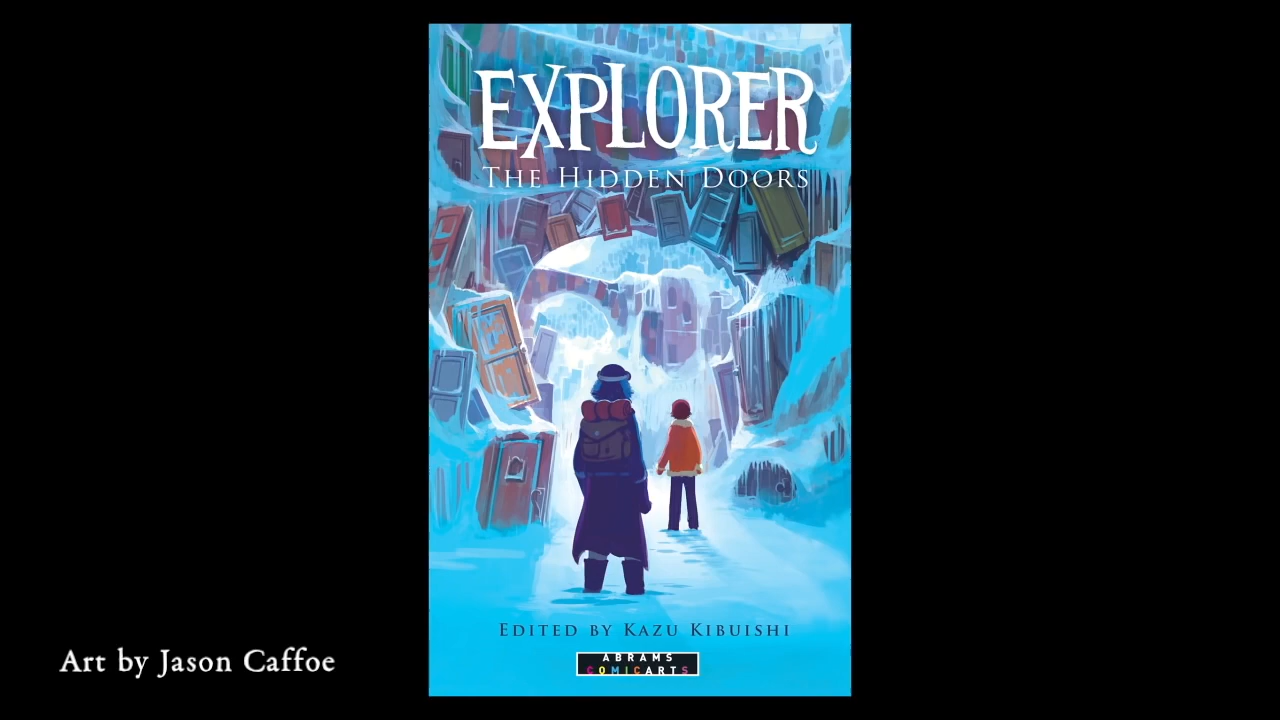 EXPLORER
THE HIDDEN DOORS
EDITED BY KAZU KIBUISHI
ABRAMS
COMICARTS
Art by Jason Caffoe